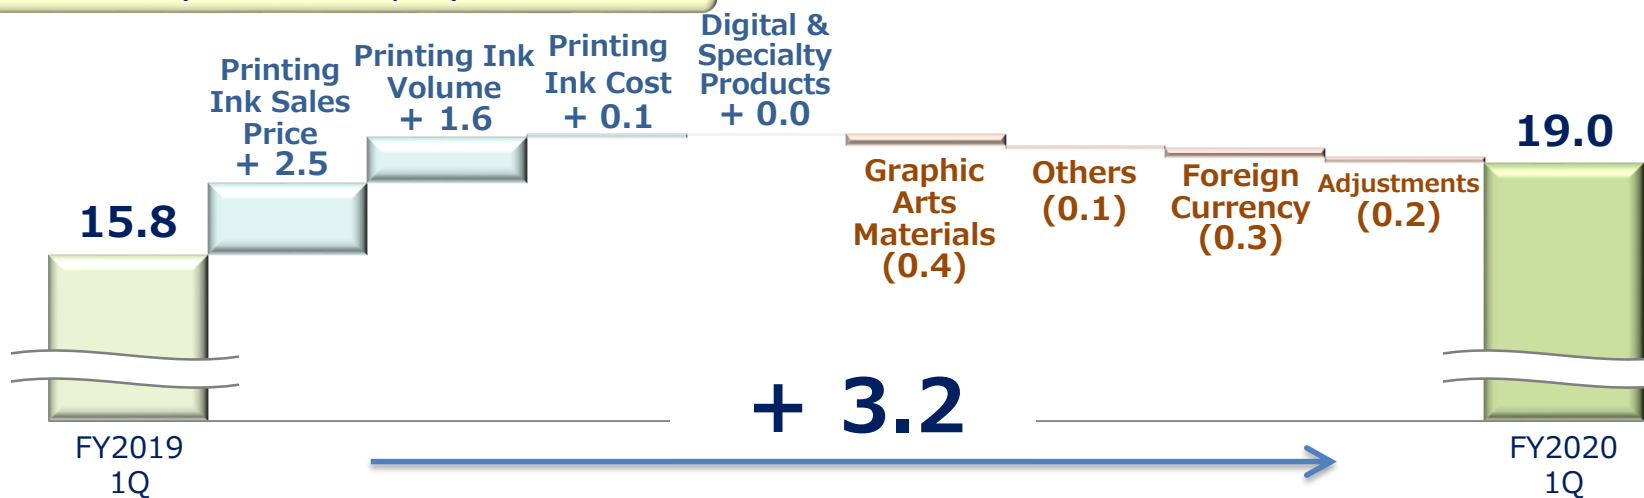 Printing
Ink Sales
Price
+ 2.5
Printing Ink
Volume
+ 1.6
Printing
Ink Cost
+ 0.1
Digital &
Specialty
Products
+ 0.0
Graphic
Arts
Materials
(0.4)
Others
(0.1)
Foreign
Currency
(0.3)
Adjustments
(0.2)
15.8
19.0
+ 3.2
FY2019
1Q
FY2020
1Q